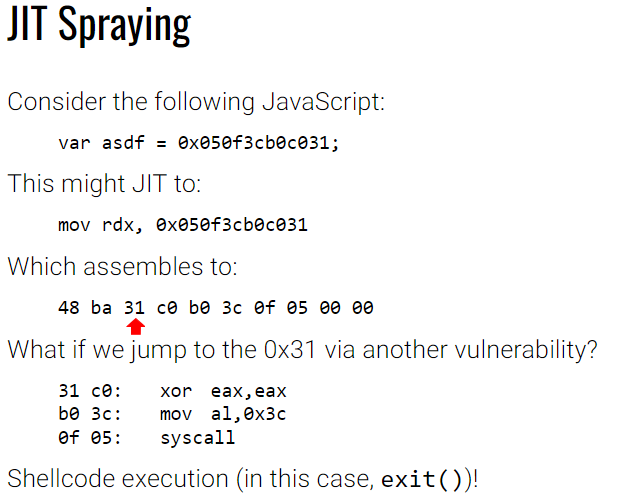 JIT Spraying
Consider the following JavaScript:
var asdf = 0x050f3cb0c031;
This might JIT to:
mov rdx, 0x050f3cb0c031
Which assembles to:
48 ba 31 c0 b0 3c 0f 05 00 00
What if we jump to the 0x31 via another vulnerability?
31 c0:   xor  eax,eax
b0 3c:   mov  al,0x3c
0f 05:   syscall
Shellcode execution (in this case, exit())!